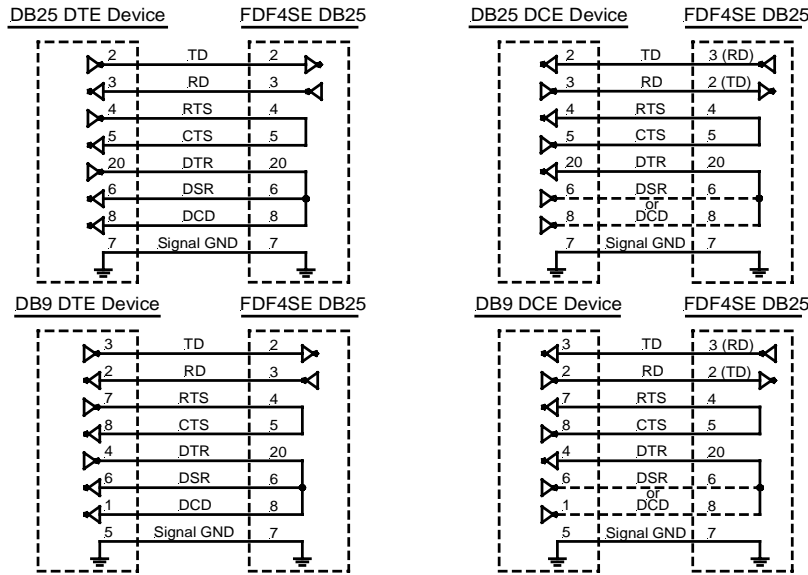 DB25 DTE Device FDF4SE DB25
2 TD 2
3 RD 3
4 RTS 4
5 CTS 5
20 DTR 20
6 DSR 6
8 DCD 8
7 Signal GND 7
DB25 DCE Device FDF4SE DB25
2 TD 3 (RD)
3 RD 2 (TD)
4 RTS 4
5 CTS 5
20 DTR 20
6 DSR 6
or
8 DCD 8
7 Signal GND 7
DB9 DTE Device FDF4SE DB25
3 TD 2
2 RD 3
7 RTS 4
8 CTS 5
4 DTR 20
6 DSR 6
1 DCD 8
5 Signal GND 7
DB9 DCE Device FDF4SE DB25
3 TD 3 (RD)
2 RD 2 (TD)
7 RTS 4
8 CTS 5
4 DTR 20
6 DSR 6
or
1 DCD 8
5 Signal GND 7